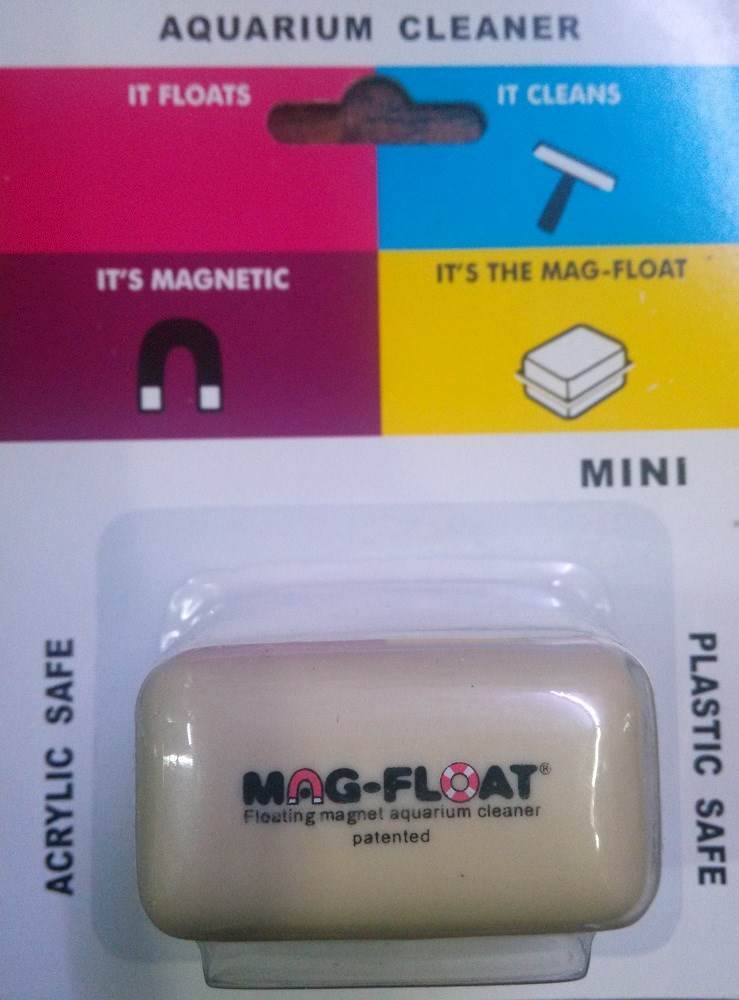 AQUARIUM CLEANER
IT FLOATS
IT CLEANS
IT'S MAGNETIC
IT'S THE MAG-FLOAT
MINI
ACRYLIC SAFE
PLASTIC SAFE
MAG-FLOAT®
Floating magnet aquarium cleaner
patented